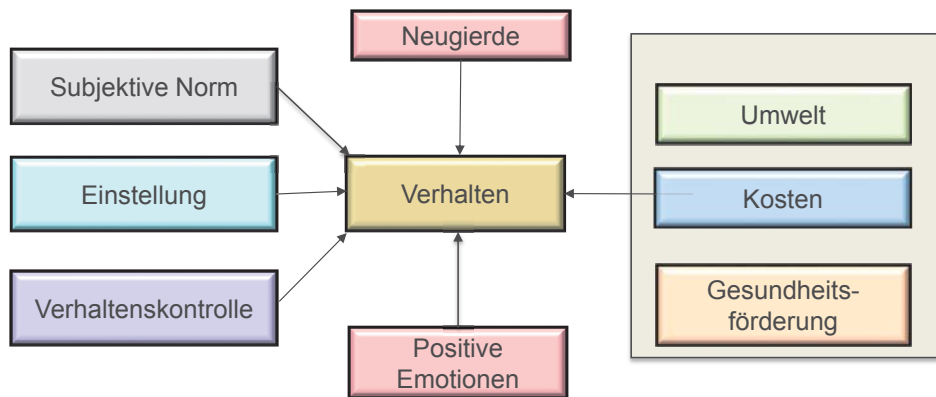 Neugierde
Subjektive Norm
Umwelt
Einstellung
Verhalten
Kosten
Verhaltenskontrolle
Gesundheits-
förderung
Positive
Emotionen